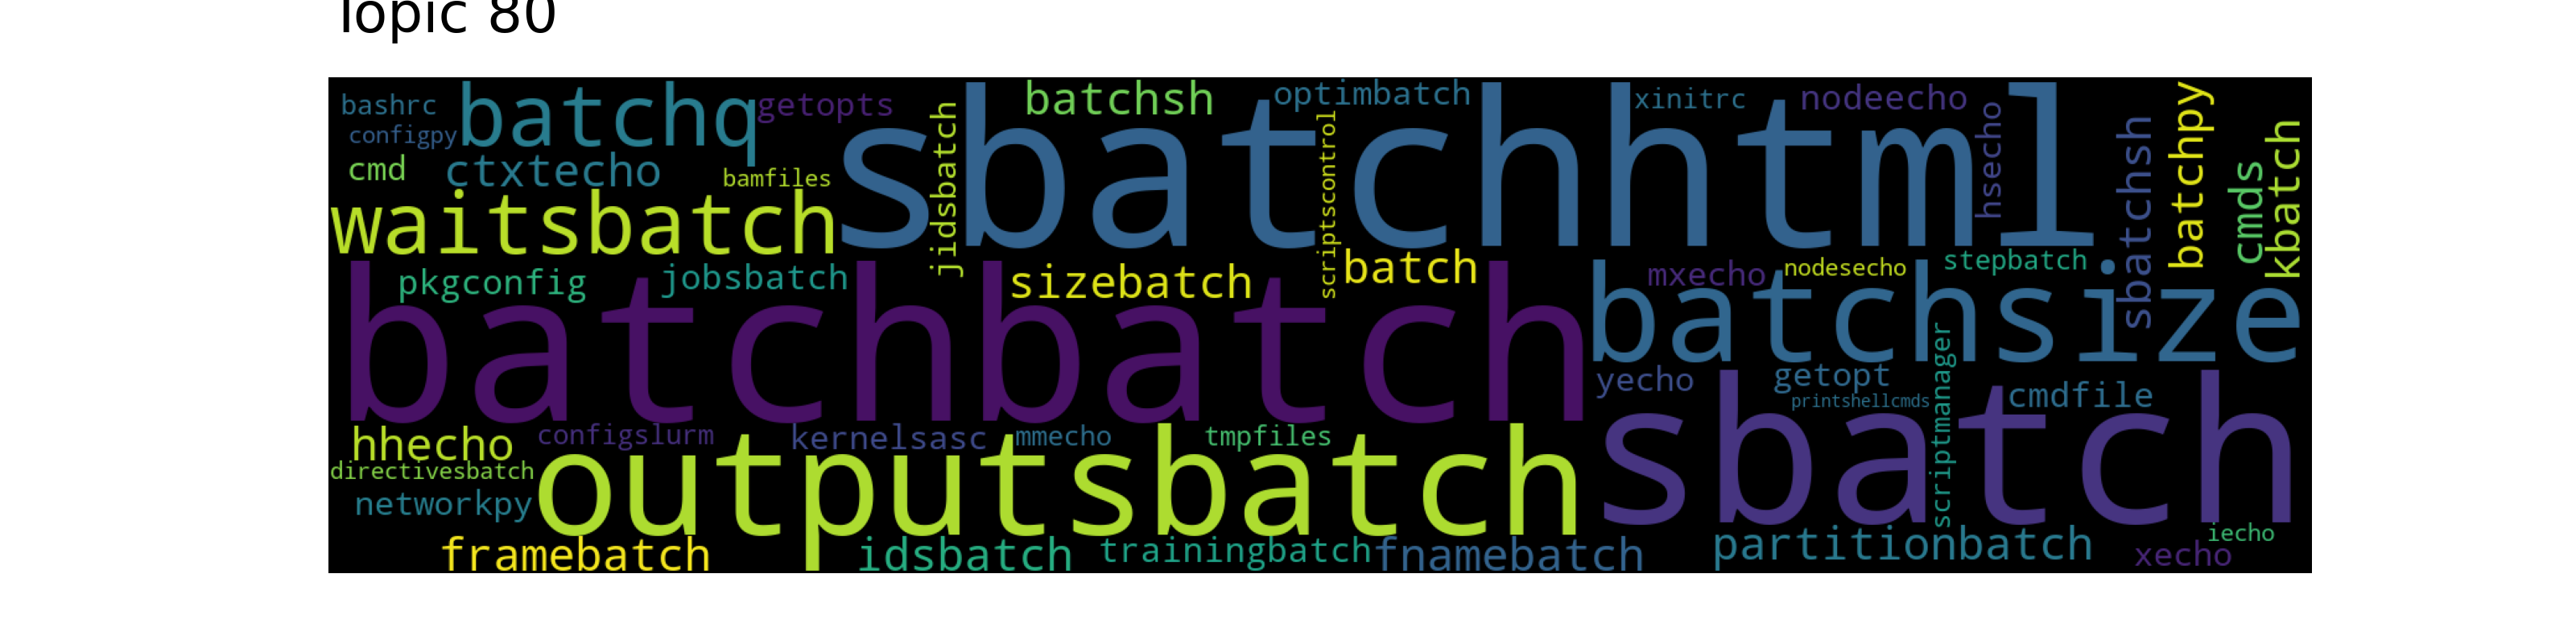 Topic 80
bashrc batchq getopts batchsh optimbatch xinitrc nodeecho
configpy
cmd ctxtecho bamfiles jidsbatch sbatchhtml scriptscontrol hsecho sbatchsh batchpy cmds kbatch
waitsbatch
pkgconfig jobsbatch sizebatch batch mxecho nodesecho stepbatch
batchbatch batchsize
yecho getopt scriptmanager cmdfile
printshellcmds
hhecho configslurm kernelsasc mmecho tmpfiles sbatch
directivesbatch outputsbatch
networkpy
framebatch idsbatch trainingbatch fnamebatch partitionbatch iecho
xecho